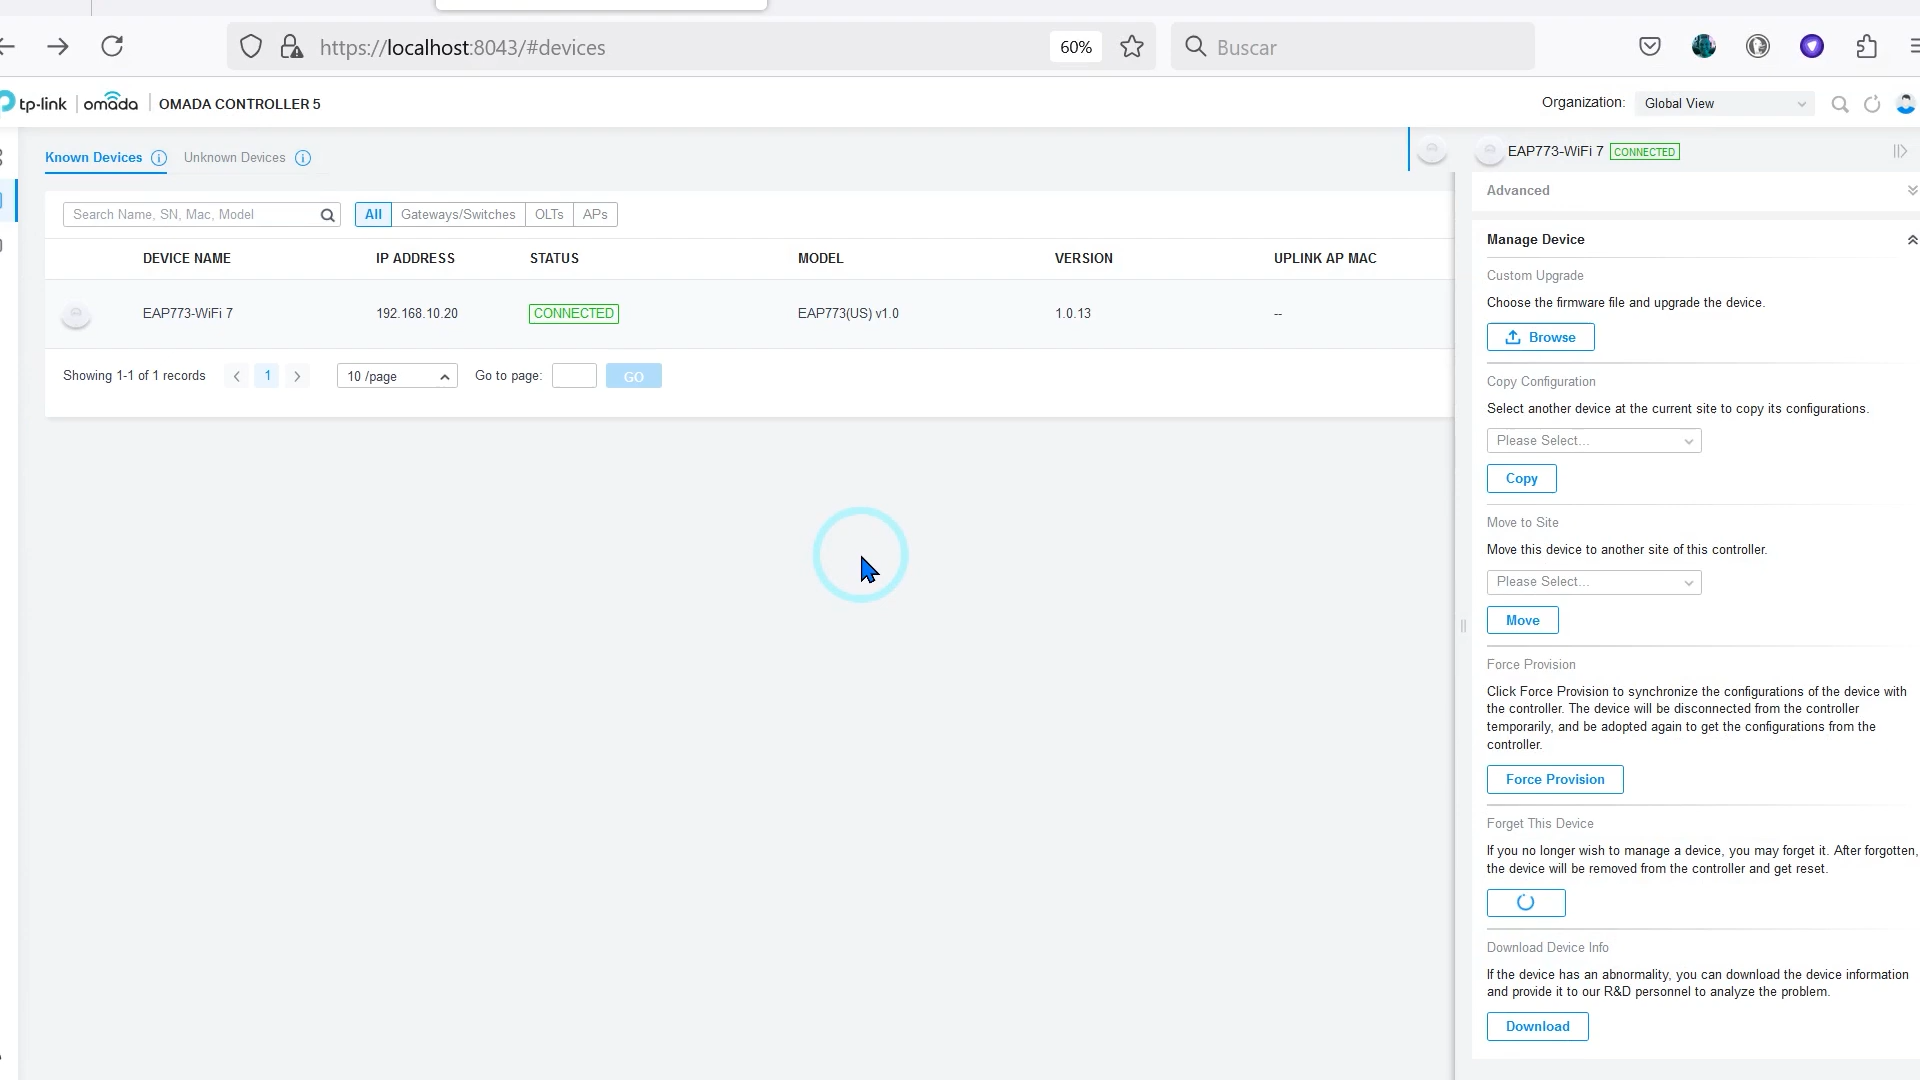 https://localhost:8043/#devices
60%
Buscar
tp-link
omada
OMADA CONTROLLER 5
Organization:
Global View
Known Devices
Unknown Devices
Search Name, SN, Mac, Model
All
Gateways/Switches
OLTs
APs
DEVICE NAME
IP ADDRESS
STATUS
MODEL
VERSION
UPLINK AP MAC
EAP773-WiFi 7
192.168.10.20
CONNECTED
EAP773(US) v1.0
1.0.13
--
Showing 1-1 of 1 records
1
10 /page
Go to page:
GO
EAP773-WiFi 7
CONNECTED
Advanced
Manage Device
Custom Upgrade
Choose the firmware file and upgrade the device.
Browse
Copy Configuration
Select another device at the current site to copy its configurations.
Please Select...
Copy
Move to Site
Move this device to another site of this controller.
Please Select...
Move
Force Provision
Click Force Provision to synchronize the configurations of the device with
the controller. The device will be disconnected from the controller
temporarily, and be adopted again to get the configurations from the
controller.
Force Provision
Forget This Device
If you no longer wish to manage a device, you may forget it. After forgotten,
the device will be removed from the controller and get reset.
Download Device Info
If the device has an abnormality, you can download the device information
and provide it to our R&D personnel to analyze the problem.
Download